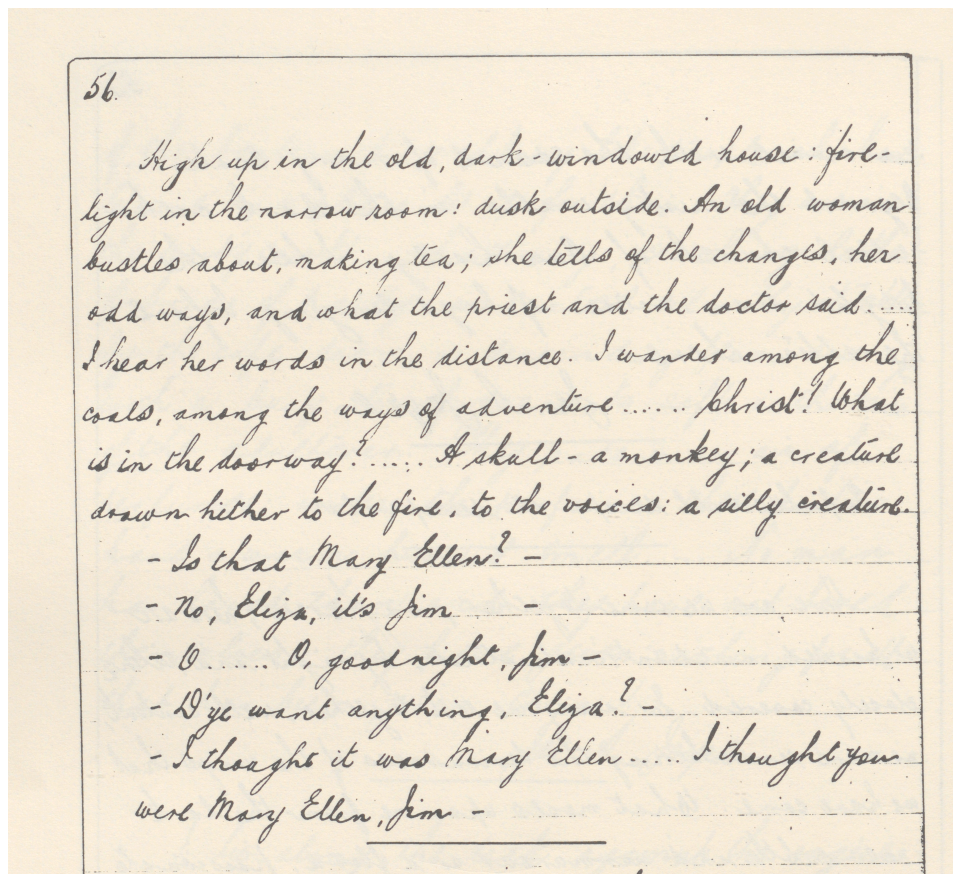 56.
High up in the old, dark-windowed house: fire-
light in the narrow room: dusk outside. An old woman
bustles about, making tea; she tells of the changes, her
odd ways, and what the priest and the doctor said.....
I hear her words in the distance. I wander among the
coals, among the ways of adventure...... Christ! What
is in the doorway?..... A skull - a monkey; a creature
drawn hither to the fire, to the voices: a silly creature.
- Is that Mary Ellen? -
- No, Eliza, it's Jim -
- O...... O, goodnight, Jim -
- D'ye want anything, Eliza? -
- I thought it was Mary Ellen..... I thought you
were Mary Ellen, Jim -